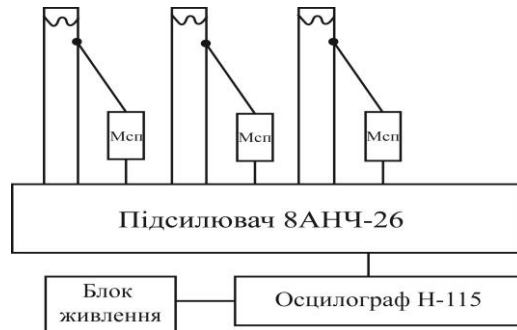 Мсп
Мсп
Мсп
Підсилювач 8АНЧ-26
Блок
живлення
Осцилограф Н-115